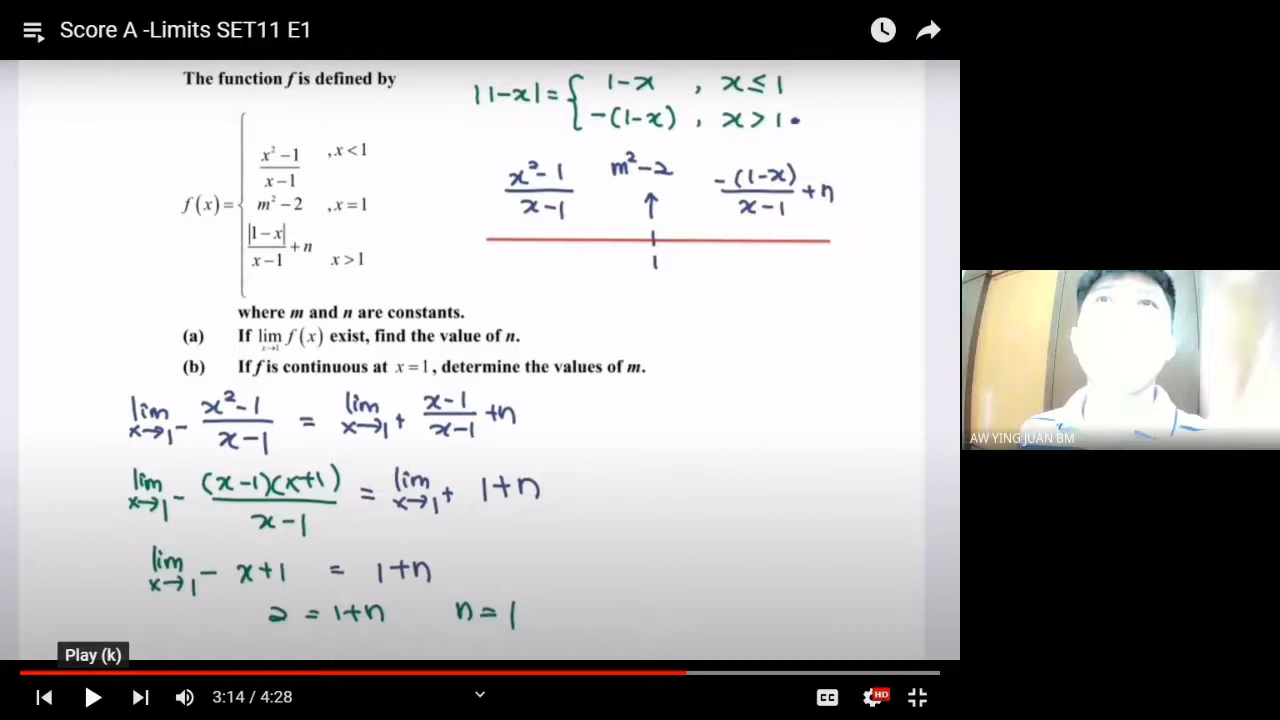 Score A -Limits SET11 E1
The function f is defined by
|1-x| = { 1-x , x ≤ 1
-(1-x) , x > 1
f(x) = { x²-1 / x-1 , x<1
m²-2 , x=1
|1-x| / x-1 + n x>1
x²-1 / x-1 m²-2 -(1-x) / x-1 + n
↑
1
where m and n are constants.
(a) If lim x→1 f(x) exist, find the value of n.
(b) If f is continuous at x=1, determine the values of m.
lim x→1⁻ x²-1 / x-1 = lim x→1⁺ x-1 / x-1 + n
lim x→1⁻ (x-1)(x+1) / x-1 = lim x→1⁺ 1+n
lim x→1⁻ x+1 = 1+n
2 = 1+n n = 1
AW YING JUAN BM
Play (k)
3:14 / 4:28
CC
HD